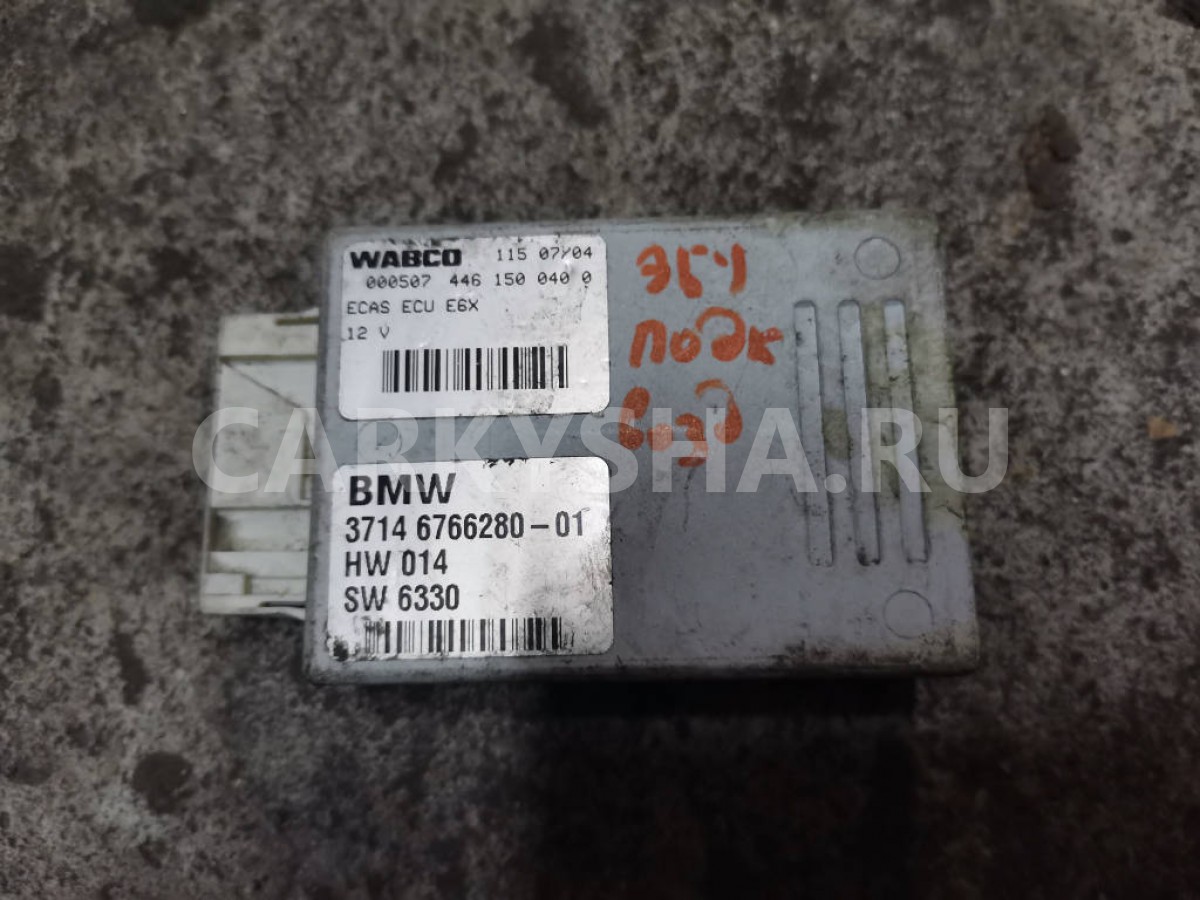 WABCO 115 07/04
000507 446 150 040 0
ECAS ECU E6X
12 V
BMW
3714 6766280-01
HW 014
SW 6330
подк
CARKYSHA.RU